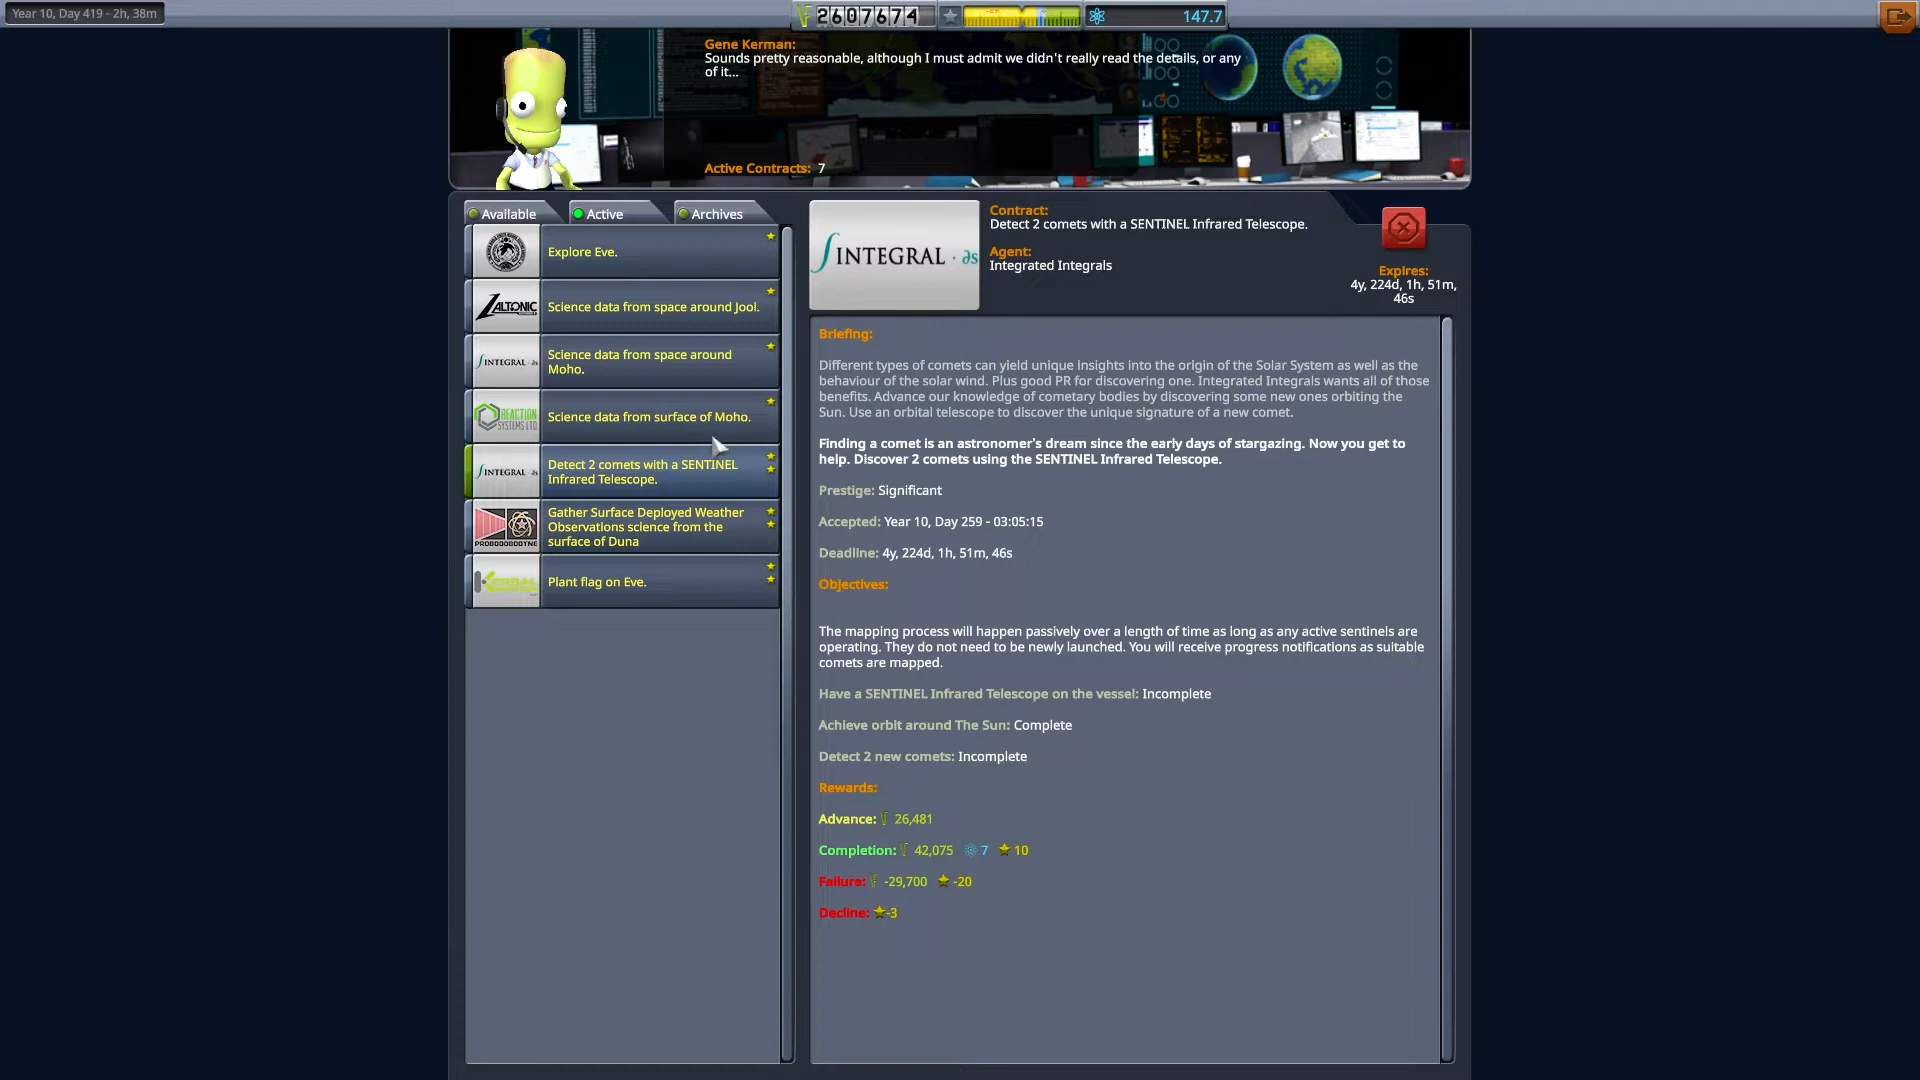 Year 10, Day 419 - 2h, 38m
2607674
147.7
Gene Kerman:
Sounds pretty reasonable, although I must admit we didn't really read the details, or any
of it...
Active Contracts: 7
Available
Active
Archives
Explore Eve.
ZALTONIC
Science data from space around Jool.
INTEGRAL · ∂s
Science data from space around
Moho.
REACTION
SYSTEMS LTD
Science data from surface of Moho.
INTEGRAL · ∂s
Detect 2 comets with a SENTINEL
Infrared Telescope.
PROBODOBODYNE
Gather Surface Deployed Weather
Observations science from the
surface of Duna
KERBAL
Plant flag on Eve.
∫INTEGRAL · ∂s
Contract:
Detect 2 comets with a SENTINEL Infrared Telescope.
Agent:
Integrated Integrals
Expires:
4y, 224d, 1h, 51m,
46s
Briefing:
Different types of comets can yield unique insights into the origin of the Solar System as well as the
behaviour of the solar wind. Plus good PR for discovering one. Integrated Integrals wants all of those
benefits. Advance our knowledge of cometary bodies by discovering some new ones orbiting the
Sun. Use an orbital telescope to discover the unique signature of a new comet.
Finding a comet is an astronomer's dream since the early days of stargazing. Now you get to
help. Discover 2 comets using the SENTINEL Infrared Telescope.
Prestige: Significant
Accepted: Year 10, Day 259 - 03:05:15
Deadline: 4y, 224d, 1h, 51m, 46s
Objectives:
The mapping process will happen passively over a length of time as long as any active sentinels are
operating. They do not need to be newly launched. You will receive progress notifications as suitable
comets are mapped.
Have a SENTINEL Infrared Telescope on the vessel: Incomplete
Achieve orbit around The Sun: Complete
Detect 2 new comets: Incomplete
Rewards:
Advance: 26,481
Completion: 42,075 7 10
Failure: -29,700 -20
Decline: -3